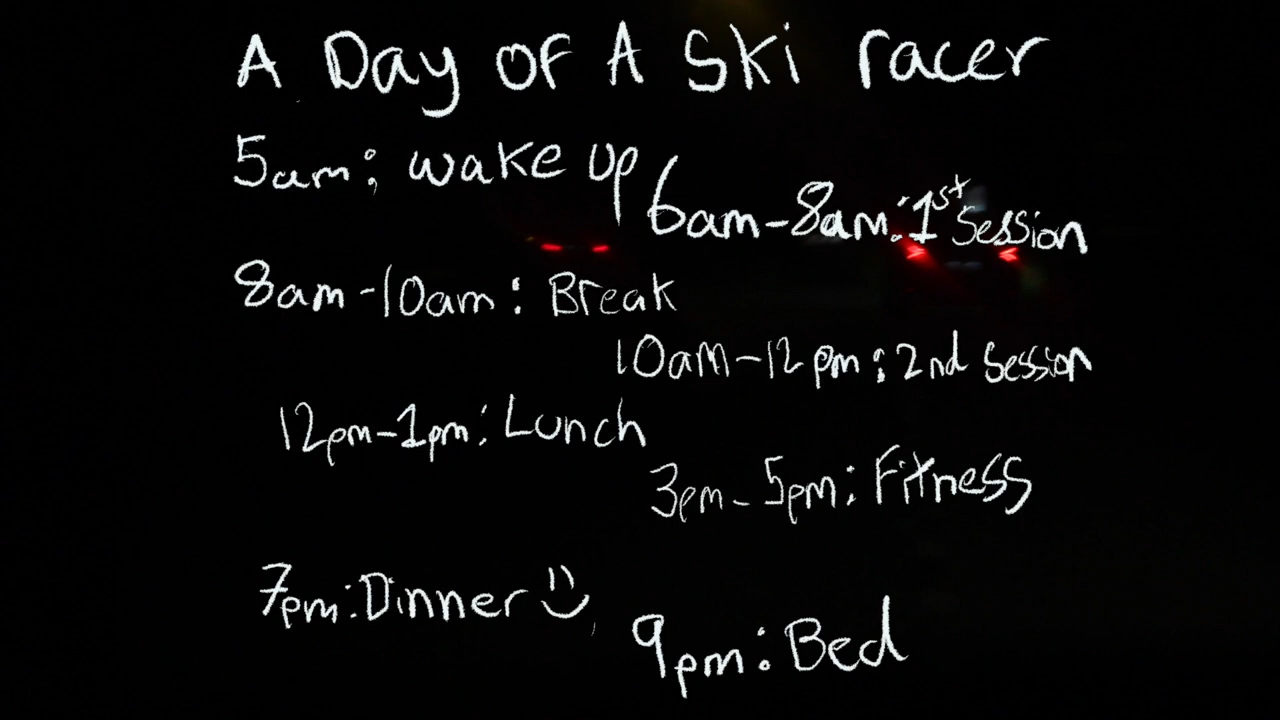 A Day of A Ski racer
5am: wake up
6am-8am: 1st Session
8am-10am: Break
10am-12pm: 2nd Session
12pm-1pm: Lunch
3pm-5pm: Fitness
7pm: Dinner :)
9pm: Bed